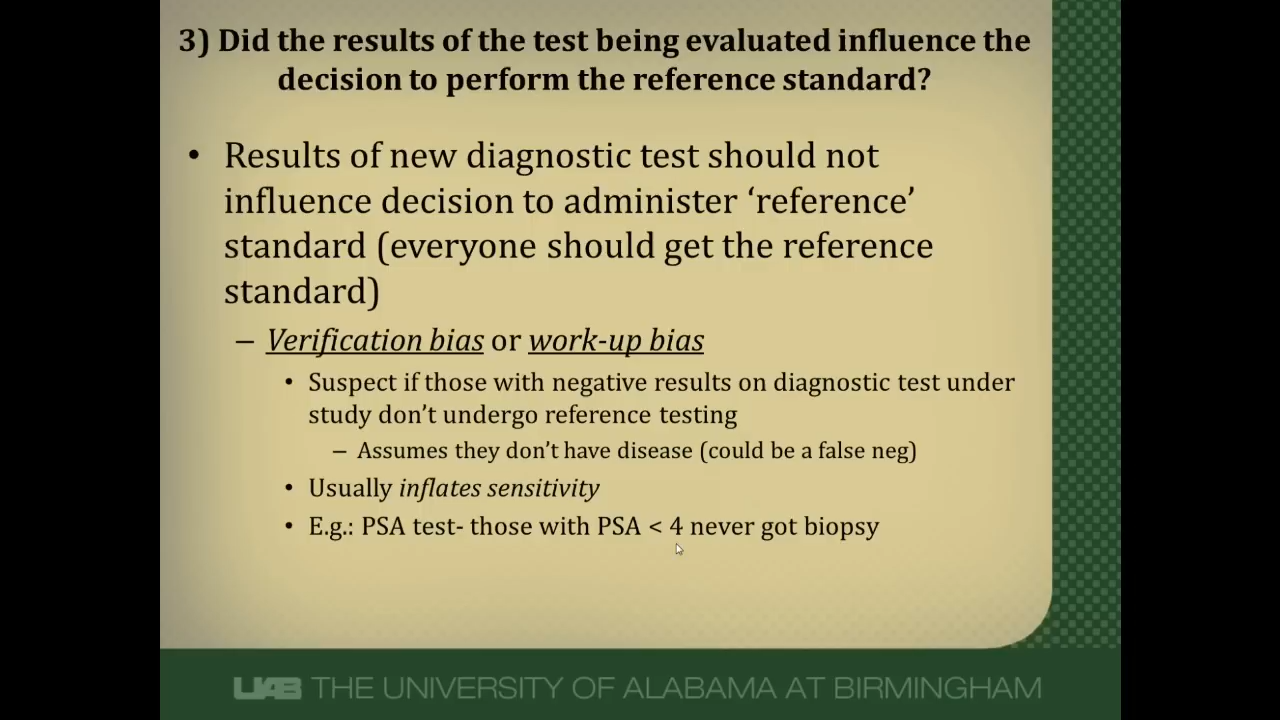 3) Did the results of the test being evaluated influence the
decision to perform the reference standard?
• Results of new diagnostic test should not
influence decision to administer ‘reference’
standard (everyone should get the reference
standard)
– Verification bias or work-up bias
• Suspect if those with negative results on diagnostic test under
study don’t undergo reference testing
– Assumes they don’t have disease (could be a false neg)
• Usually inflates sensitivity
• E.g.: PSA test- those with PSA < 4 never got biopsy
UAB THE UNIVERSITY OF ALABAMA AT BIRMINGHAM